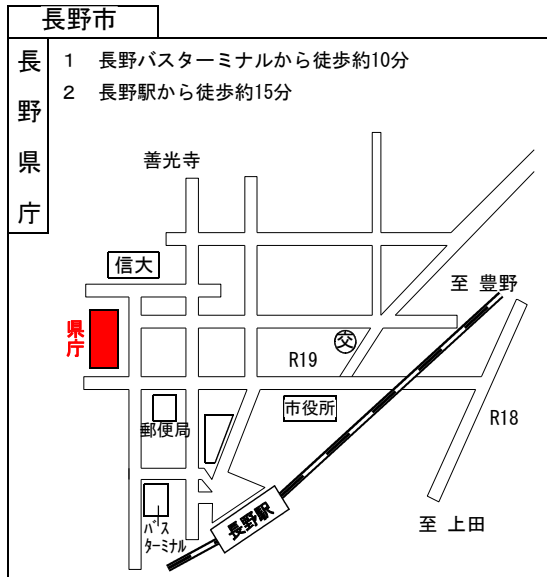 長野市
長野県庁
1 長野バスターミナルから徒歩約10分
2 長野駅から徒歩約15分
善光寺
信大
至 豊野
県庁
交
R19
市役所
郵便局
R18
長野駅
バス
ターミナル
至 上田